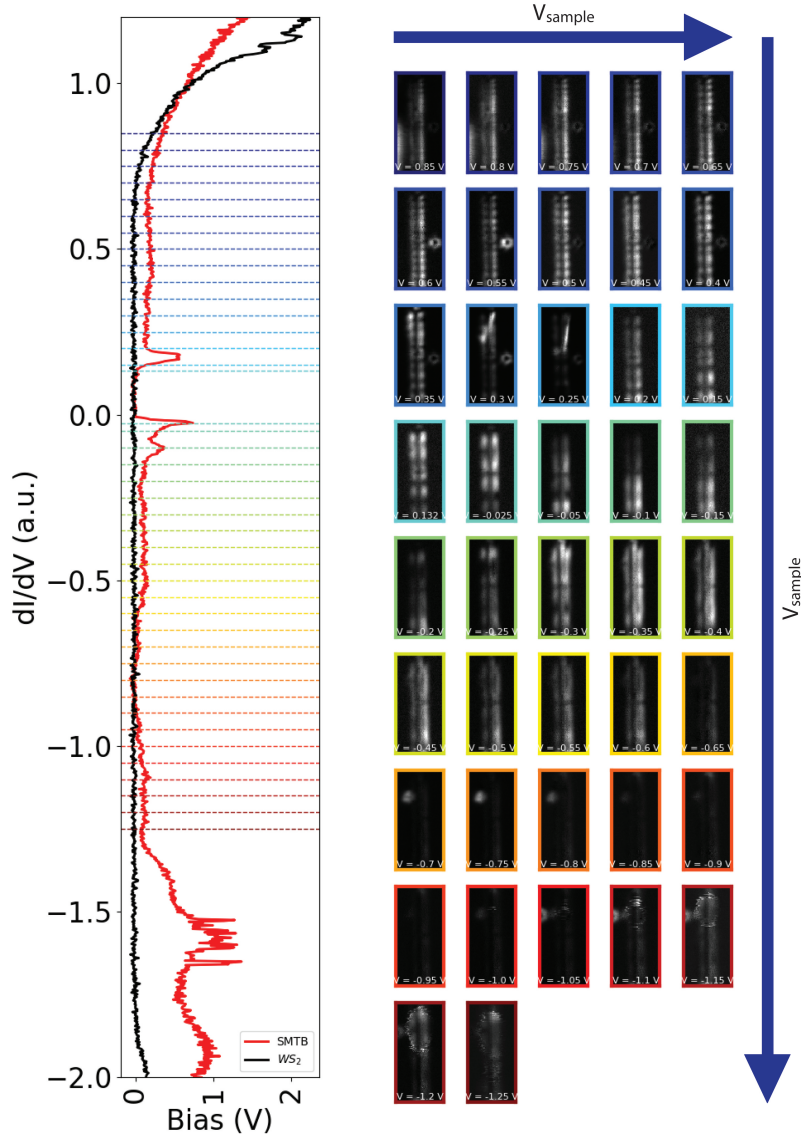 V_sample
1.0
0.5
0.0
−0.5
−1.0
−1.5
−2.0
dI/dV (a.u.)
0
1
2
Bias (V)
SMTB
WS₂
V = 0.85 V
V = 0.8 V
V = 0.75 V
V = 0.7 V
V = 0.65 V
V = 0.6 V
V = 0.55 V
V = 0.5 V
V = 0.45 V
V = 0.4 V
V = 0.35 V
V = 0.3 V
V = 0.25 V
V = 0.2 V
V = 0.15 V
V = 0.132 V
V = -0.025 V
V = -0.05 V
V = -0.1 V
V = -0.15 V
V = -0.2 V
V = -0.25 V
V = -0.3 V
V = -0.35 V
V = -0.4 V
V = -0.45 V
V = -0.5 V
V = -0.55 V
V = -0.6 V
V = -0.65 V
V = -0.7 V
V = -0.75 V
V = -0.8 V
V = -0.85 V
V = -0.9 V
V = -0.95 V
V = -1.0 V
V = -1.05 V
V = -1.1 V
V = -1.15 V
V = -1.2 V
V = -1.25 V
V_sample